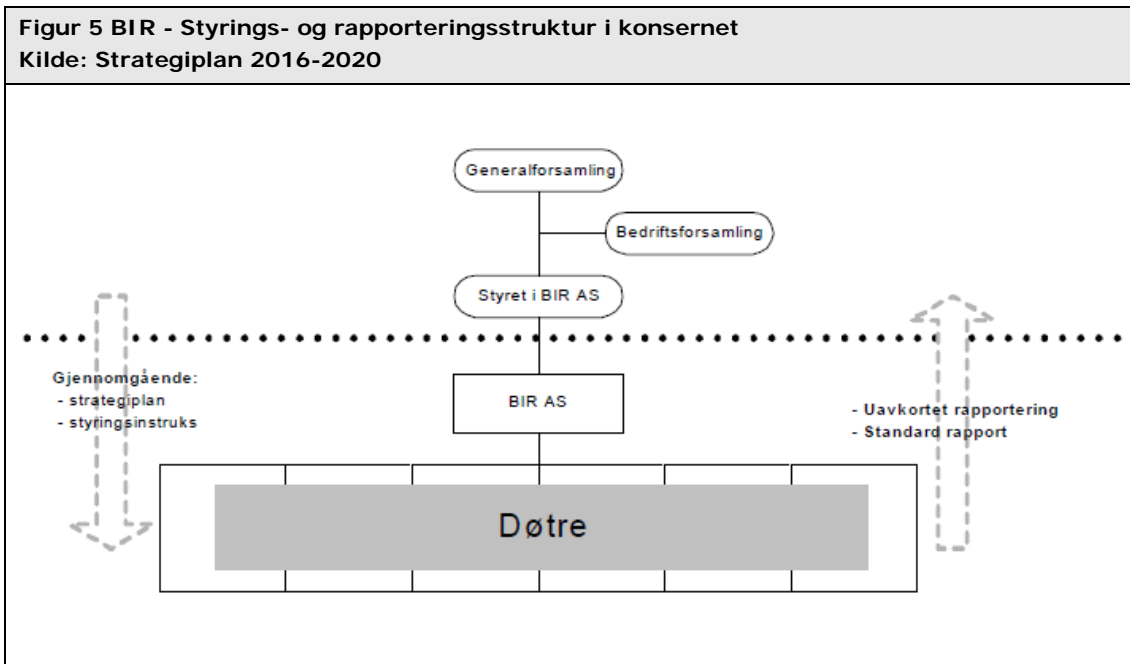 Figur 5 BIR - Styrings- og rapporteringsstruktur i konsernet
Kilde: Strategiplan 2016-2020
Generalforsamling
Bedriftsforsamling
Styret i BIR AS
Gjennomgående:
- strategiplan
- styringsinstruks
BIR AS
- Uavkortet rapportering
- Standard rapport
Døtre